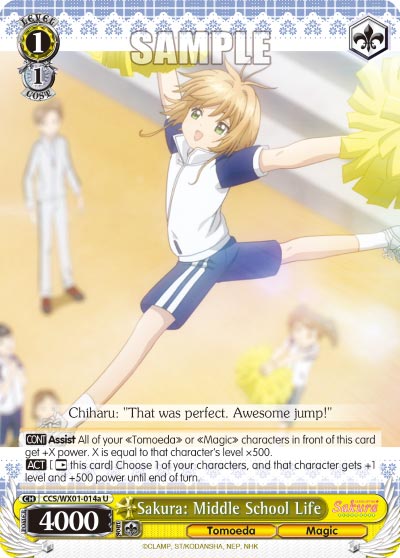 LEVEL
1
1
COST
SAMPLE
Chiharu: "That was perfect. Awesome jump!"
CONT Assist All of your «Tomoeda» or «Magic» characters in front of this card
get +X power. X is equal to that character's level ×500.
ACT [ this card] Choose 1 of your characters, and that character gets +1
level and +500 power until end of turn.
CH CCS/WX01-014a U
POWER 4000 Sakura: Middle School Life Sakura
Tomoeda Magic
©CLAMP, ST/KODANSHA, NEP, NHK